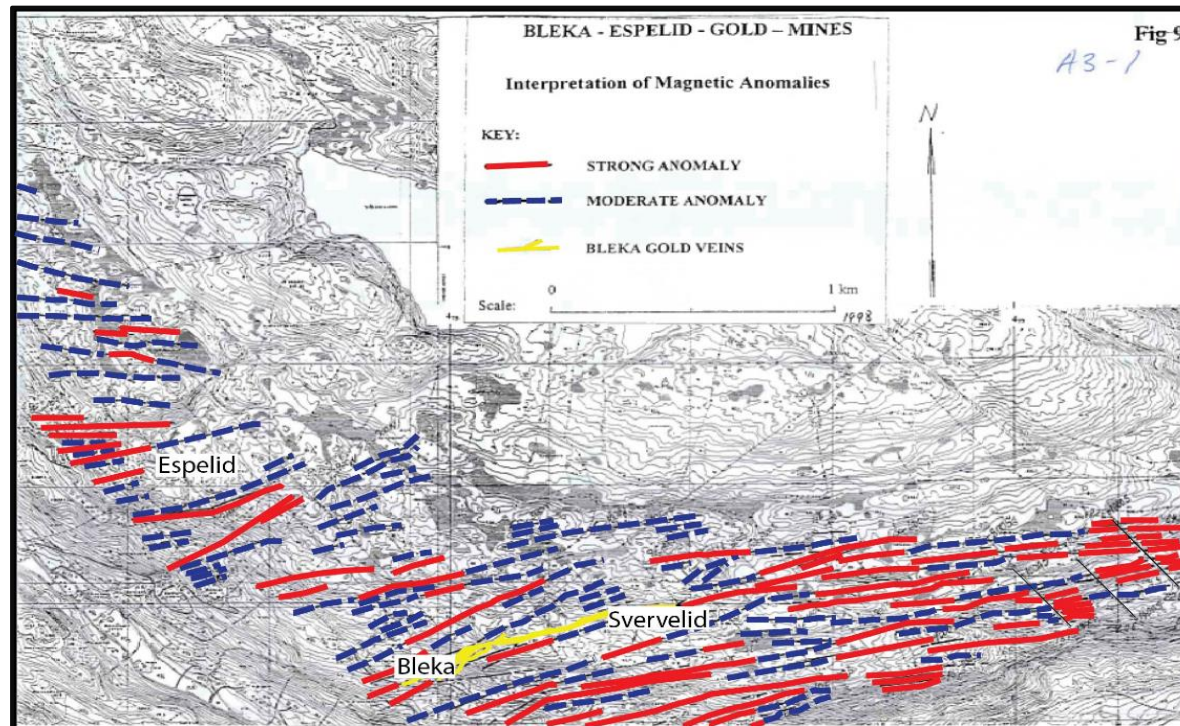 BLEKA - ESPELID - GOLD – MINES
Fig 9
A3-1
Interpretation of Magnetic Anomalies
N
KEY:
STRONG ANOMALY
MODERATE ANOMALY
BLEKA GOLD VEINS
Scale:
0
1 km
1998
Espelid
Svervelid
Bleka